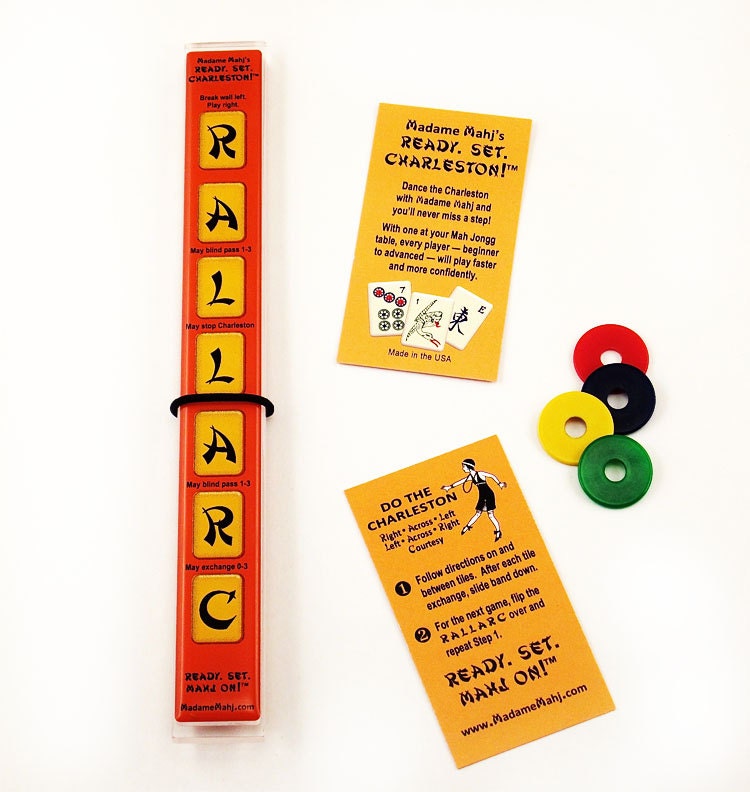 Madame Mahj's
READY. SET.
CHARLESTON!™
Break wall left.
Play right.
R
A
May blind pass 1-3
L
May stop Charleston
L
A
May blind pass 1-3
R
May exchange 0-3
C
READY. SET.
MAHJ ON!™
MadameMahj.com
Madame Mahj's
READY. SET.
CHARLESTON!™
Dance the Charleston
with Madame Mahj and
you'll never miss a step!
With one at your Mah Jongg
table, every player — beginner
to advanced — will play faster
and more confidently.
7
1
E
東
Made in the USA
DO THE
CHARLESTON
Right • Across • Left
Left • Across • Right
Courtesy
1 Follow directions on and
between tiles. After each tile
exchange, slide band down.
2 For the next game, flip the
RALLARC over and
repeat Step 1.
READY. SET.
MAHJ ON!™
www.MadameMahj.com